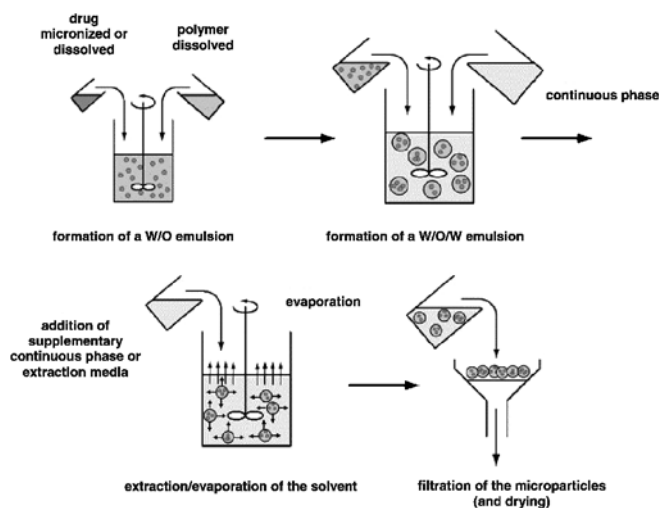 drug
micronized or
dissolved
polymer
dissolved
continuous phase
formation of a W/O emulsion
formation of a W/O/W emulsion
addition of
supplementary
continuous phase or
extraction media
evaporation
extraction/evaporation of the solvent
filtration of the microparticles
(and drying)